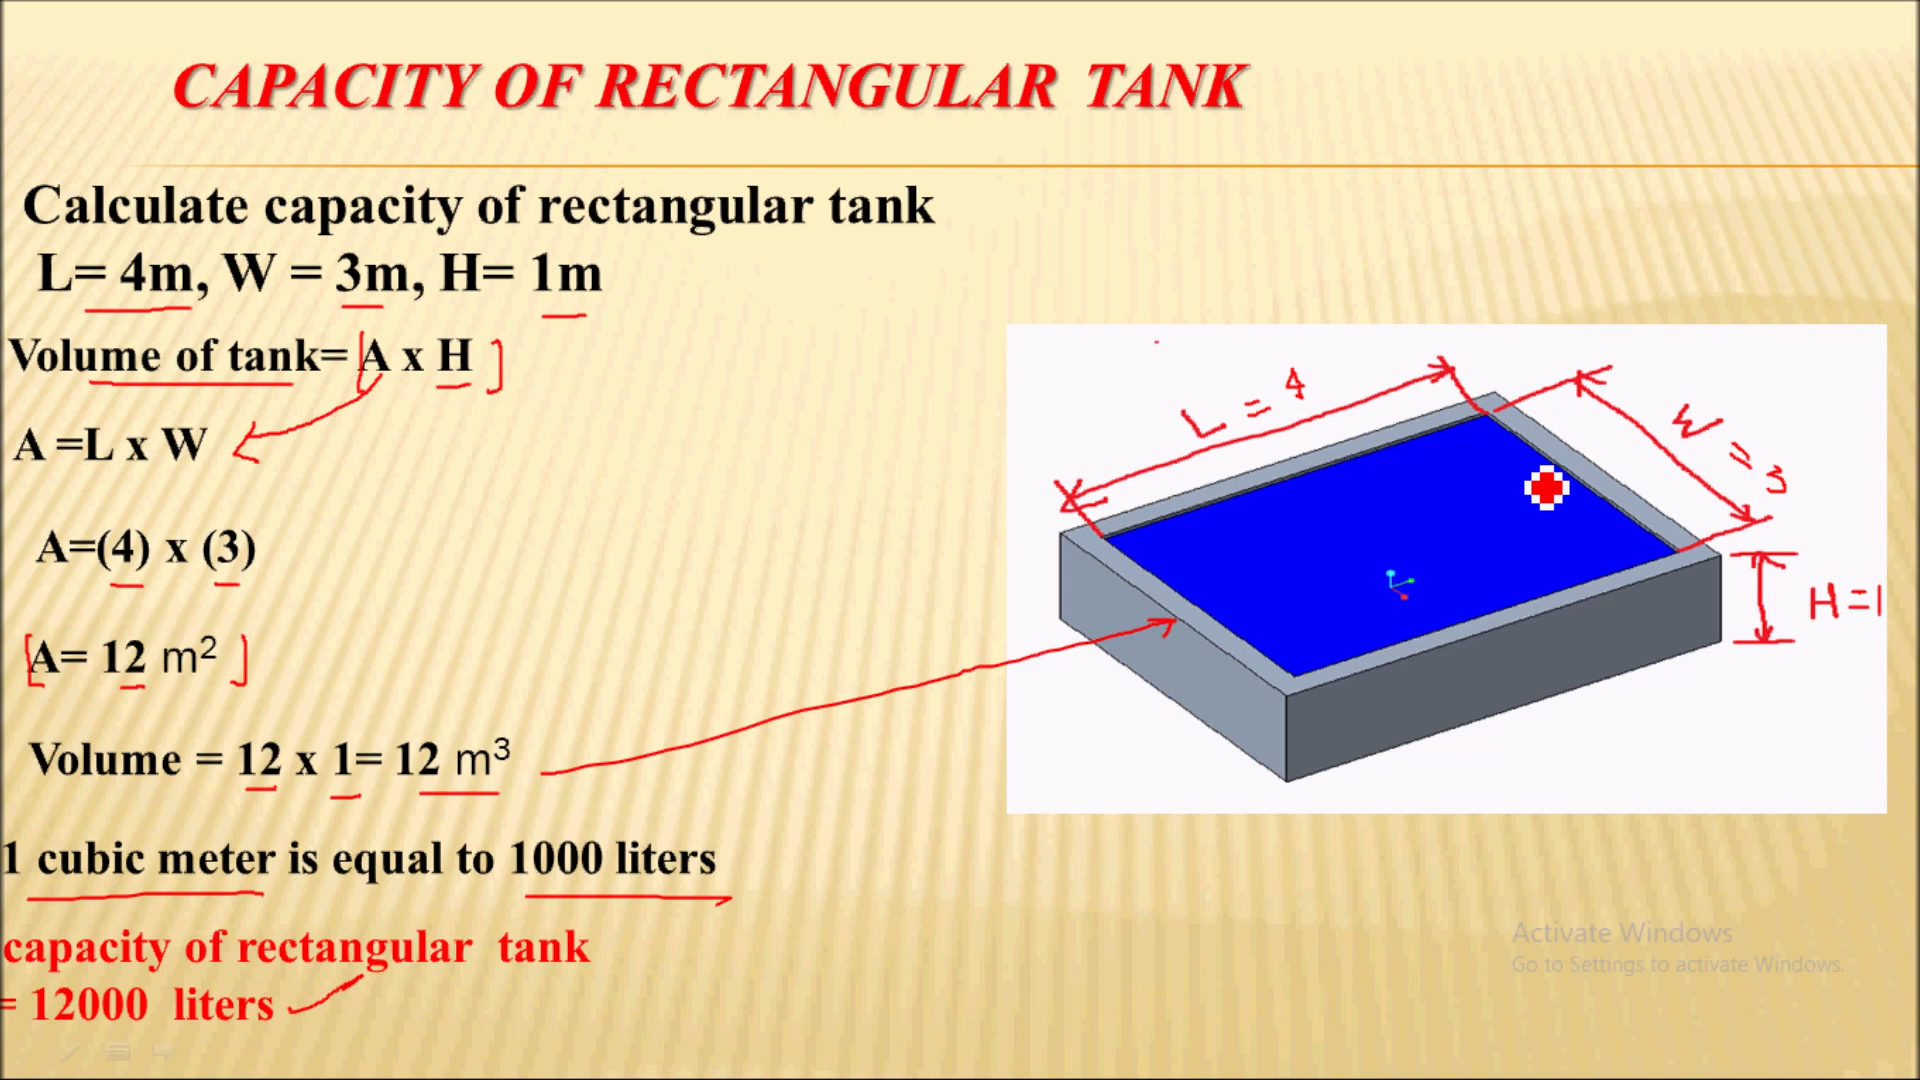 CAPACITY OF RECTANGULAR TANK
Calculate capacity of rectangular tank
L= 4m, W = 3m, H= 1m
Volume of tank= A x H
A =L x W
A=(4) x (3)
A= 12 m²
Volume = 12 x 1= 12 m³
1 cubic meter is equal to 1000 liters
capacity of rectangular tank
= 12000 liters
L = 4
W = 3
H=1
Activate Windows
Go to Settings to activate Windows.